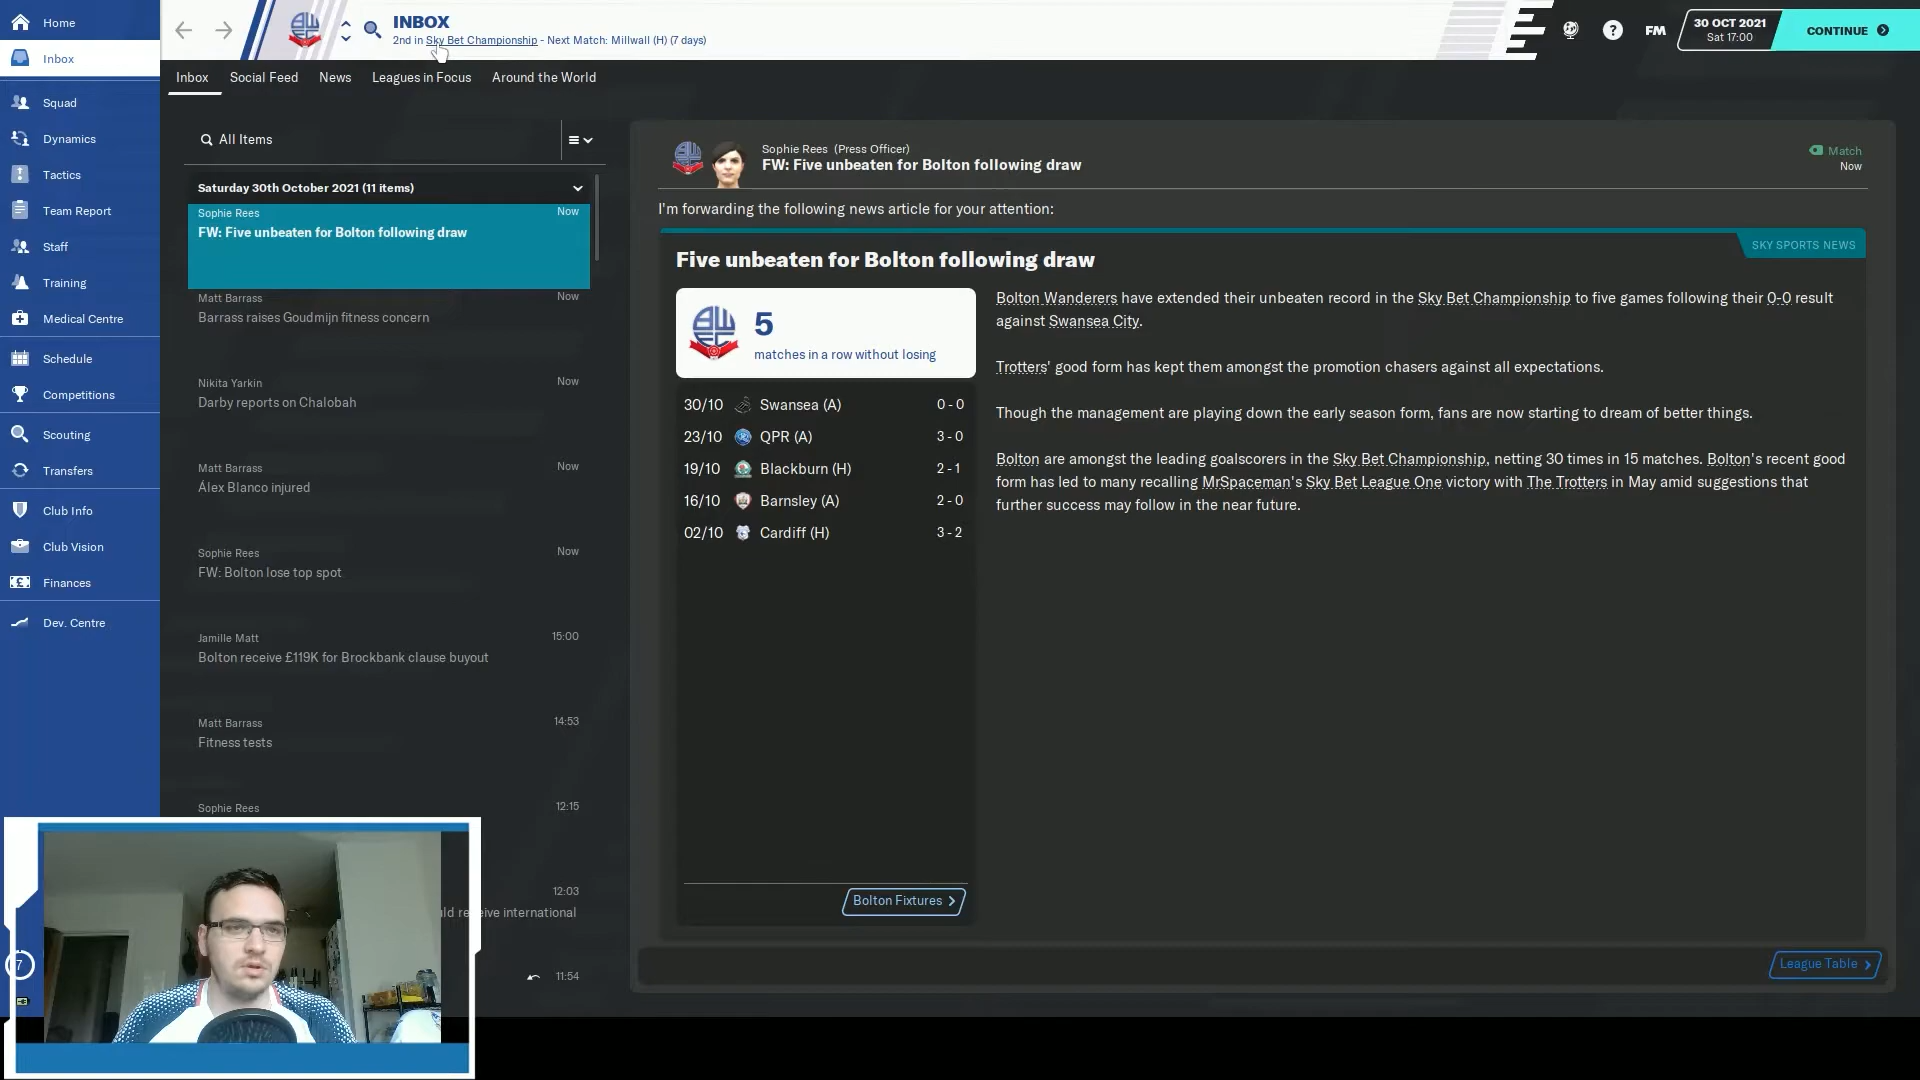 Home
Inbox
Squad
Dynamics
Tactics
Team Report
Staff
Training
Medical Centre
Schedule
Competitions
Scouting
Transfers
Club Info
Club Vision
Finances
Dev. Centre
INBOX
2nd in Sky Bet Championship - Next Match: Millwall (H) (7 days)
FM
30 OCT 2021
Sat 17:00
CONTINUE
Inbox
Social Feed
News
Leagues in Focus
Around the World
All Items
Saturday 30th October 2021 (11 items)
Sophie Rees
Now
FW: Five unbeaten for Bolton following draw
Matt Barrass
Now
Barrass raises Goudmijn fitness concern
Nikita Yarkin
Now
Darby reports on Chalobah
Matt Barrass
Now
Álex Blanco injured
Sophie Rees
Now
FW: Bolton lose top spot
Jamille Matt
15:00
Bolton receive £119K for Brockbank clause buyout
Matt Barrass
14:53
Fitness tests
Sophie Rees
12:15
12:03
receive international
11:54
7
Sophie Rees (Press Officer)
FW: Five unbeaten for Bolton following draw
Match
Now
I'm forwarding the following news article for your attention:
SKY SPORTS NEWS
Five unbeaten for Bolton following draw
5
matches in a row without losing
30/10 Swansea (A) 0 - 0
23/10 QPR (A) 3 - 0
19/10 Blackburn (H) 2 - 1
16/10 Barnsley (A) 2 - 0
02/10 Cardiff (H) 3 - 2
Bolton Fixtures
Bolton Wanderers have extended their unbeaten record in the Sky Bet Championship to five games following their 0-0 result
against Swansea City.
Trotters' good form has kept them amongst the promotion chasers against all expectations.
Though the management are playing down the early season form, fans are now starting to dream of better things.
Bolton are amongst the leading goalscorers in the Sky Bet Championship, netting 30 times in 15 matches. Bolton's recent good
form has led to many recalling MrSpaceman's Sky Bet League One victory with The Trotters in May amid suggestions that
further success may follow in the near future.
League Table